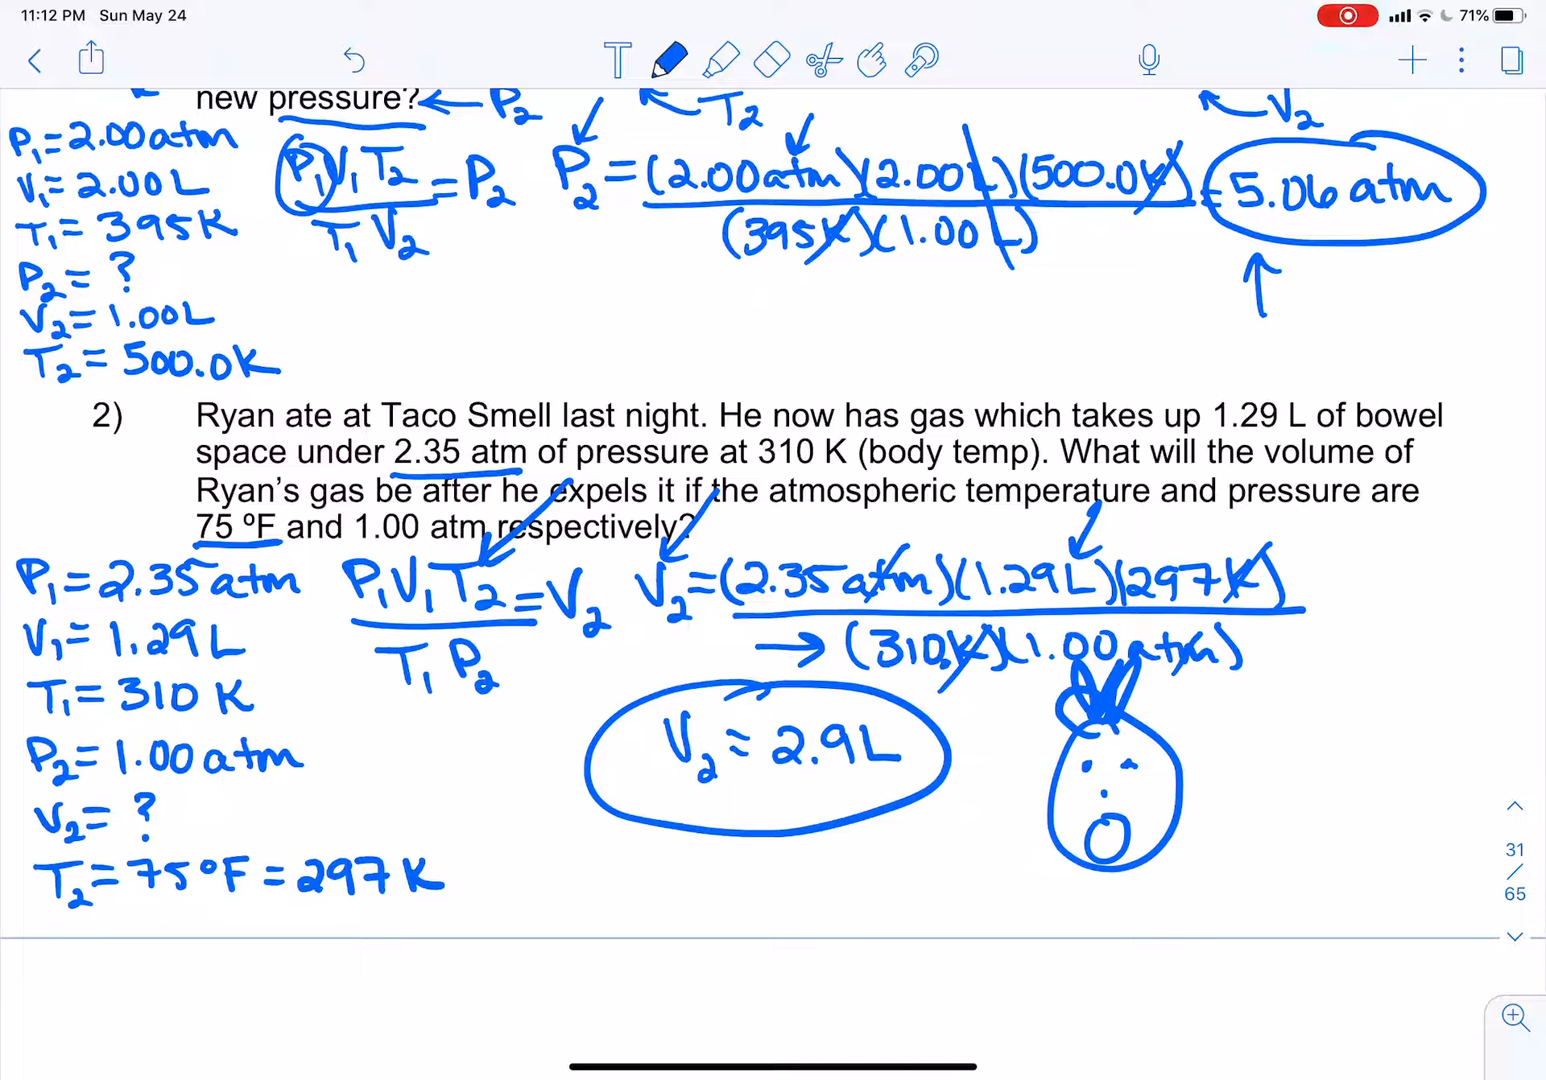 11:12 PM Sun May 24
71%
T
new pressure? ← P₂
T₂
V₂
P₁ = 2.00 atm
V₁ = 2.00 L
T₁ = 395 K
P₂ = ?
V₂ = 1.00 L
T₂ = 500.0 K
P₁V₁T₂ = P₂
T₁ V₂
P₂ = (2.00 atm)(2.00 L)(500.0 K) = 5.06 atm
(395 K)(1.00 L)
2) Ryan ate at Taco Smell last night. He now has gas which takes up 1.29 L of bowel
space under 2.35 atm of pressure at 310 K (body temp). What will the volume of
Ryan's gas be after he expels it if the atmospheric temperature and pressure are
75 ºF and 1.00 atm respectively?
P₁ = 2.35 atm
V₁ = 1.29 L
T₁ = 310 K
P₂ = 1.00 atm
V₂ = ?
T₂ = 75°F = 297 K
P₁V₁T₂ = V₂
T₁ P₂
V₂ = (2.35 atm)(1.29 L)(297 K)
→ (310 K)(1.00 atm)
V₂ = 2.9 L
31
/
65